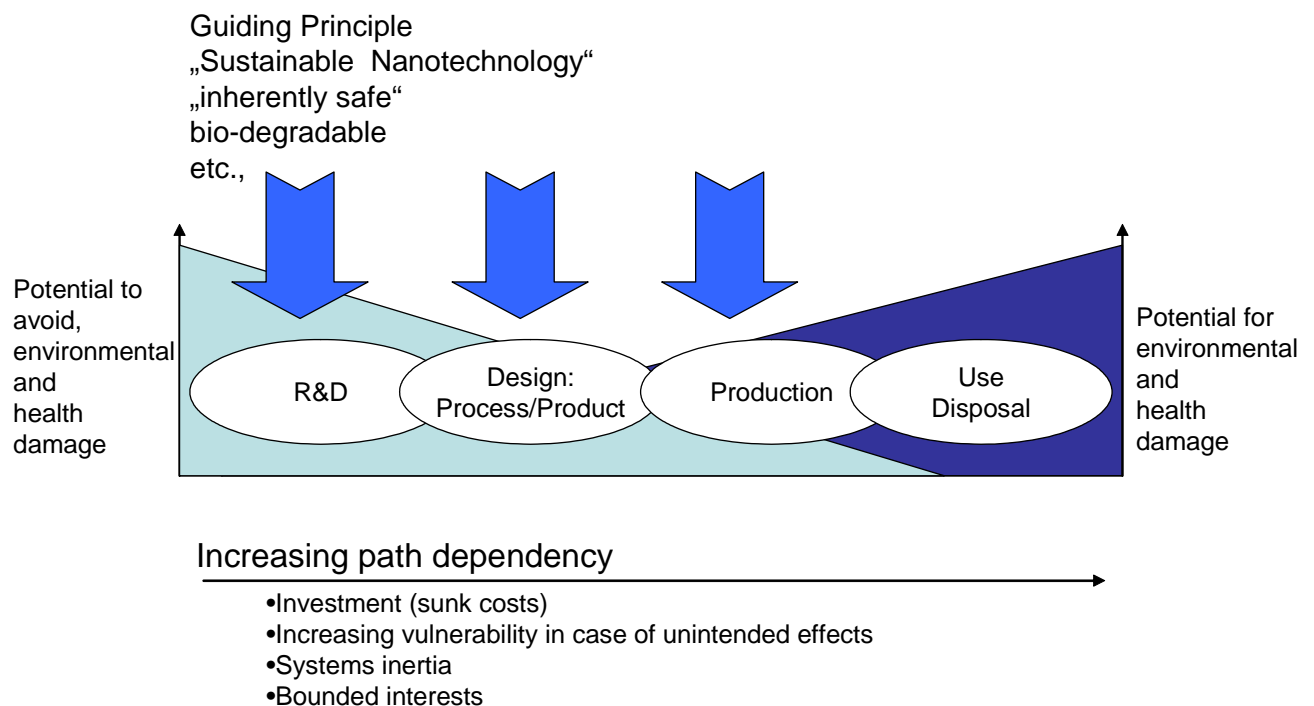 Guiding Principle
„Sustainable Nanotechnology“
„inherently safe“
bio-degradable
etc.,
Potential to
avoid,
environmental
and
health
damage
R&D
Design:
Process/Product
Production
Use
Disposal
Potential for
environmental
and
health
damage
Increasing path dependency
•Investment (sunk costs)
•Increasing vulnerability in case of unintended effects
•Systems inertia
•Bounded interests